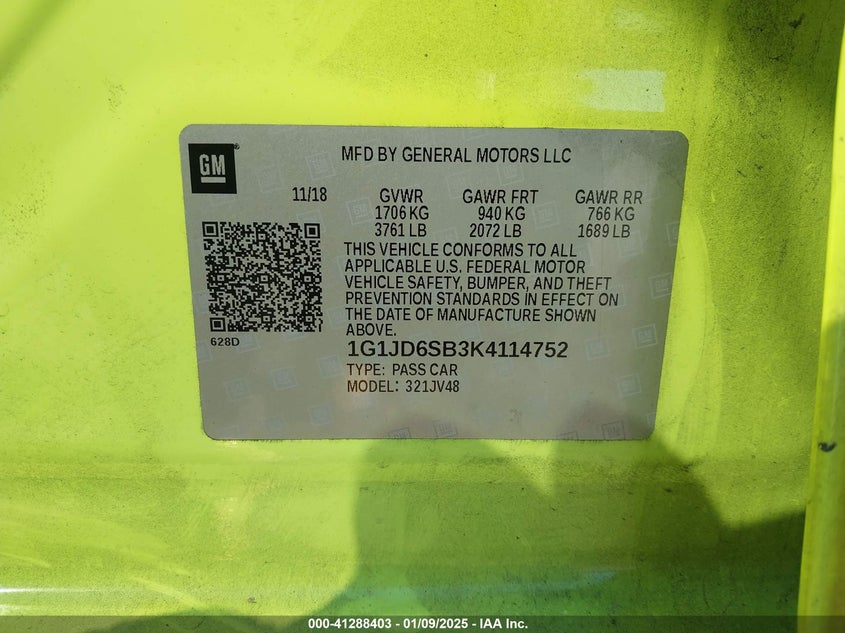 GM
MFD BY GENERAL MOTORS LLC
11/18 GVWR GAWR FRT GAWR RR
1706 KG 940 KG 766 KG
3761 LB 2072 LB 1689 LB
THIS VEHICLE CONFORMS TO ALL
APPLICABLE U.S. FEDERAL MOTOR
VEHICLE SAFETY, BUMPER, AND THEFT
PREVENTION STANDARDS IN EFFECT ON
THE DATE OF MANUFACTURE SHOWN
ABOVE.
628D
1G1JD6SB3K4114752
TYPE: PASS CAR
MODEL: 321JV48
000-41288403 - 01/09/2025 - IAA Inc.